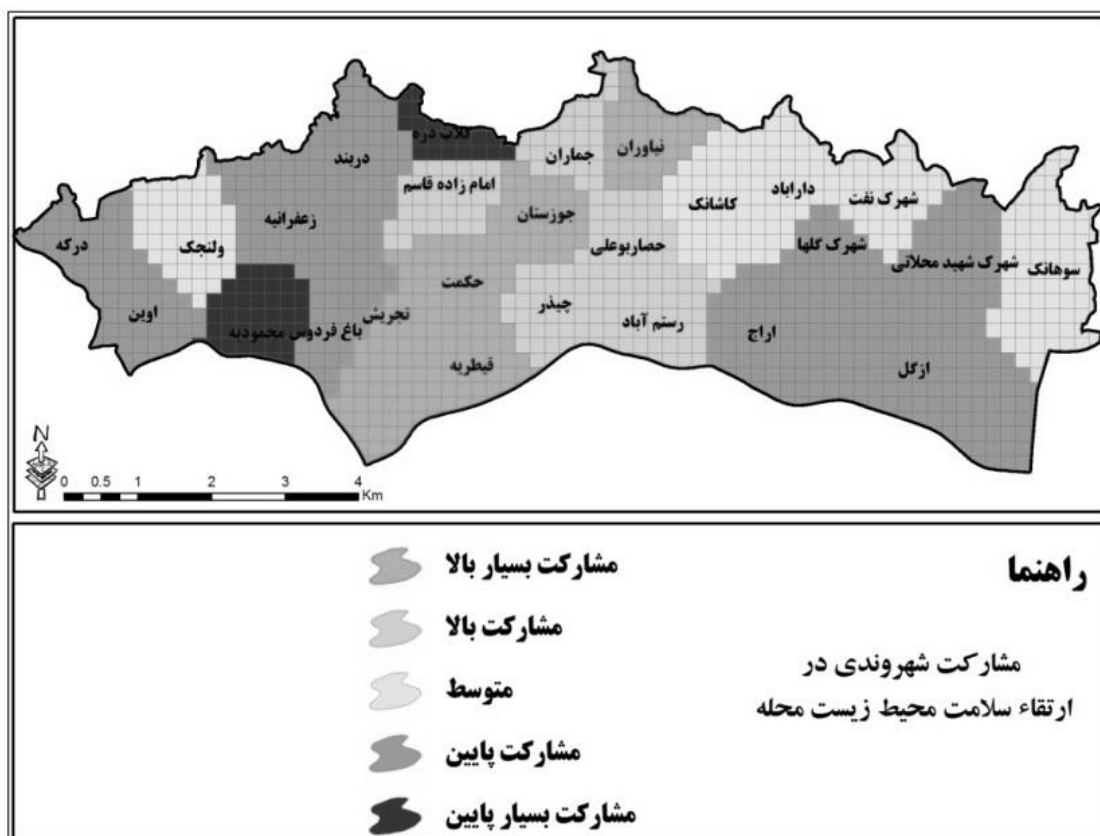 کلاب دره
دربند
جماران
نیاوران
امام زاده قاسم
داراباد
شهرک نفت
کاشانک
جوزستان
زعفرانیه
درکه
ولنجک
حصاربوعلی
شهرک گلها
شهرک شهید محلاتی
سوهانک
حکمت
اوین
تجریش
چیذر
رستم آباد
اراج
باغ فردوس
محمودیه
قیطریه
ازگل
N
0 0.5 1 2 3 4
Km
راهنما
مشارکت شهروندی در
ارتقاء سلامت محیط زیست محله
مشارکت بسیار بالا
مشارکت بالا
متوسط
مشارکت پایین
مشارکت بسیار پایین